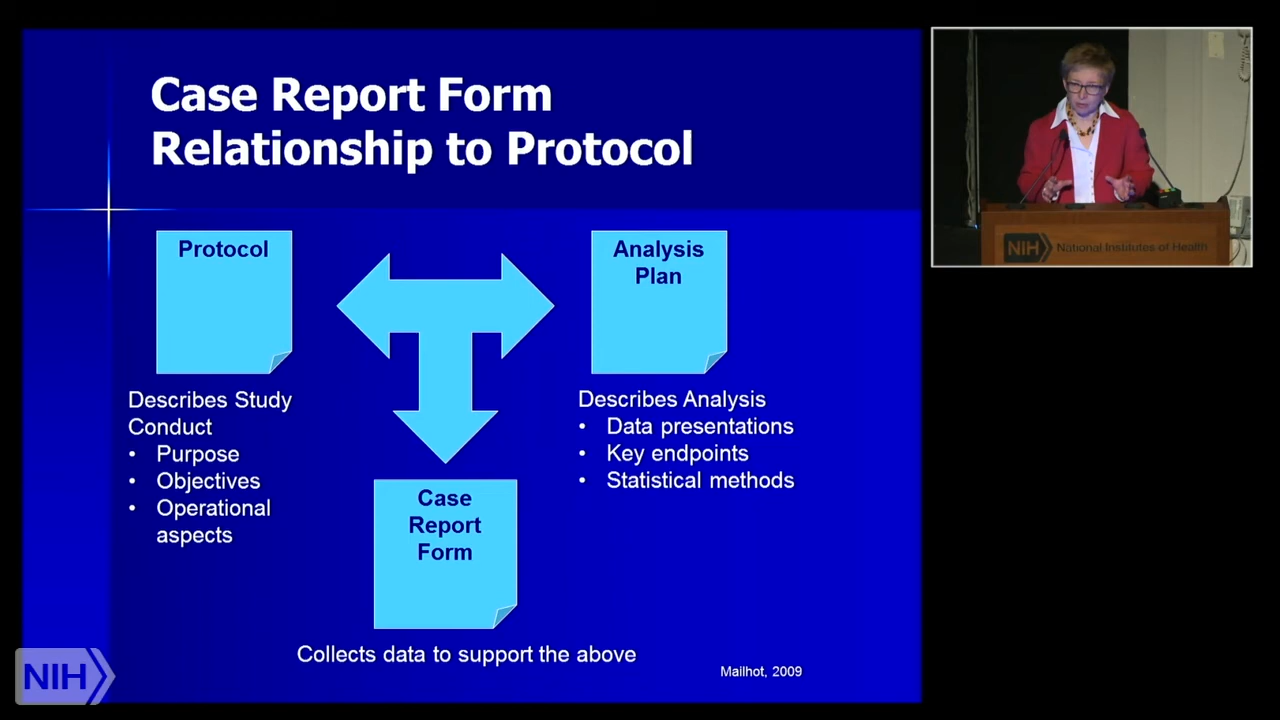 Case Report Form
Relationship to Protocol
Protocol
Analysis
Plan
Describes Study
Conduct
• Purpose
• Objectives
• Operational
aspects
Describes Analysis
• Data presentations
• Key endpoints
• Statistical methods
Case
Report
Form
Collects data to support the above
Mailhot, 2009
NIH
NIH National Institutes of Health